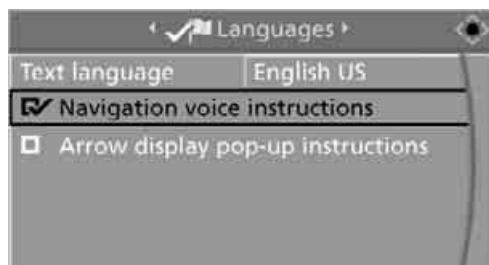 Languages
Text language English US
Navigation voice instructions
Arrow display pop-up instructions